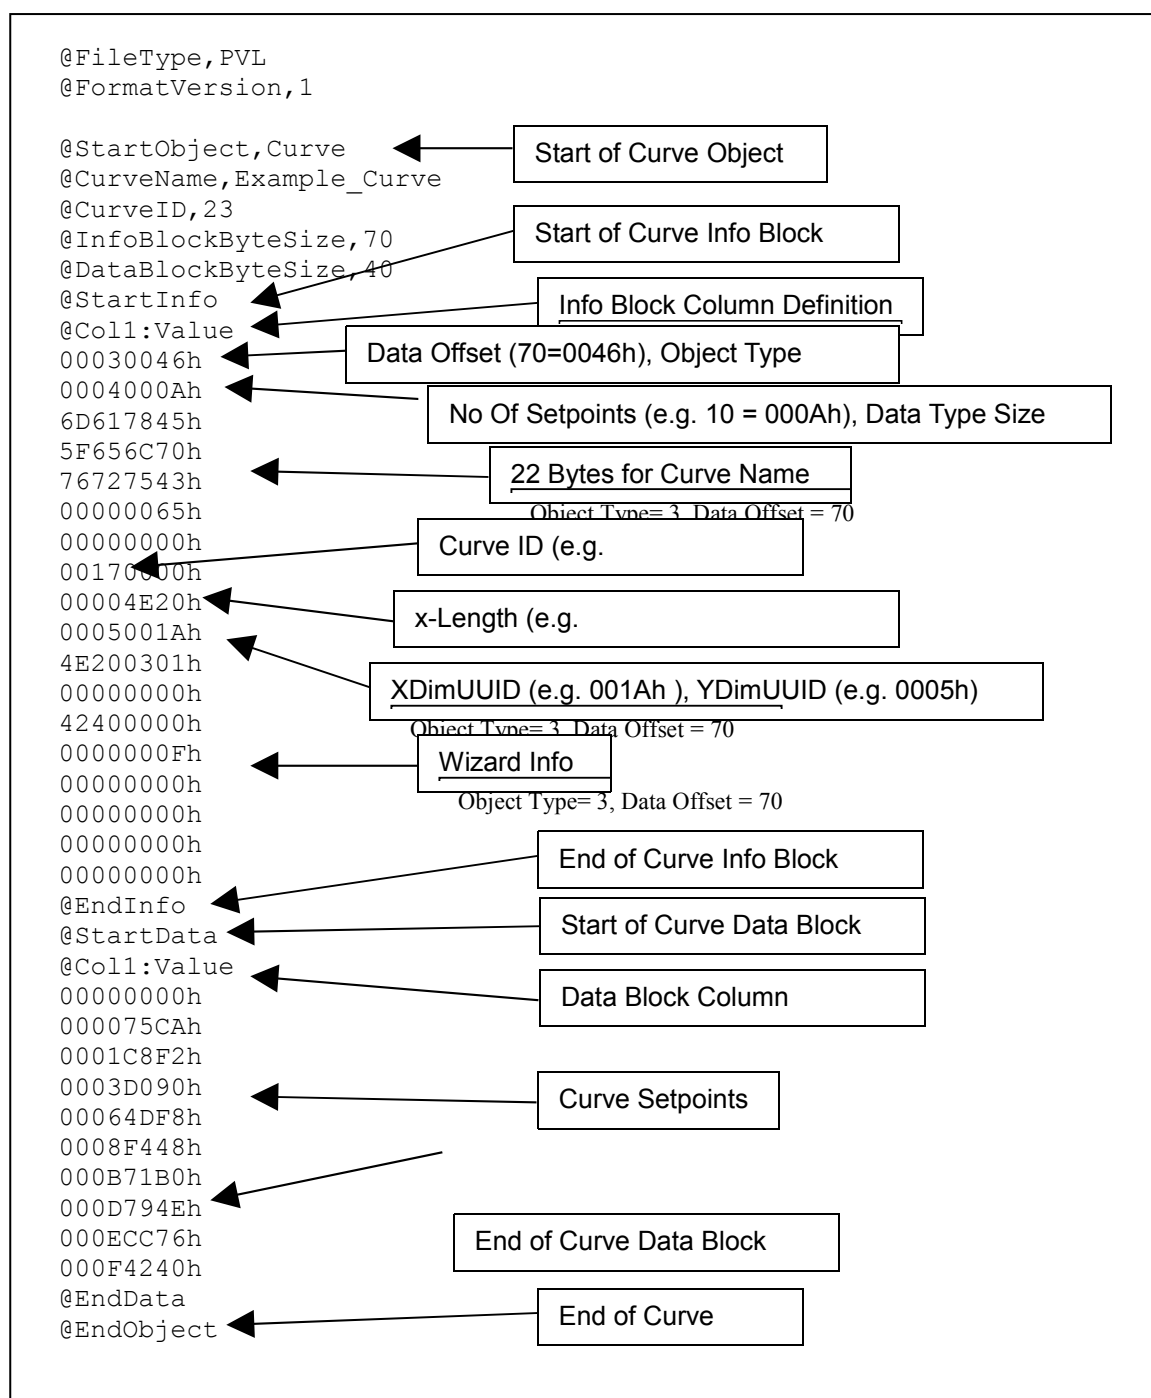 @FileType,PVL
@FormatVersion,1
@StartObject,Curve
Start of Curve Object
@CurveName,Example_Curve
@CurveID,23
@InfoBlockByteSize,70
Start of Curve Info Block
@DataBlockByteSize,40
@StartInfo
Info Block Column Definition
@Col1:Value
00030046h
Data Offset (70=0046h), Object Type
0004000Ah
No Of Setpoints (e.g. 10 = 000Ah), Data Type Size
6D617845h
5F656C70h
22 Bytes for Curve Name
76727543h
00000065h
Object Type= 3, Data Offset = 70
00000000h
Curve ID (e.g.
00170000h
00004E20h
x-Length (e.g.
0005001Ah
4E200301h
XDimUUID (e.g. 001Ah ), YDimUUID (e.g. 0005h)
00000000h
42400000h
Object Type= 3, Data Offset = 70
0000000Fh
Wizard Info
00000000h
Object Type= 3, Data Offset = 70
00000000h
00000000h
End of Curve Info Block
00000000h
@EndInfo
Start of Curve Data Block
@StartData
@Col1:Value
00000000h
Data Block Column
000075CAh
0001C8F2h
0003D090h
Curve Setpoints
00064DF8h
0008F448h
000B71B0h
000D794Eh
000ECC76h
End of Curve Data Block
000F4240h
@EndData
End of Curve
@EndObject